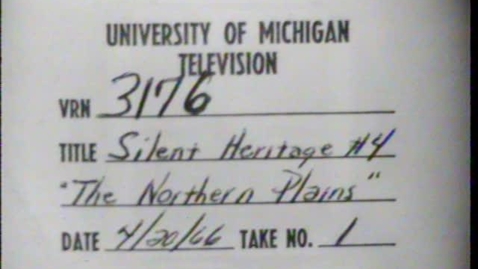 UNIVERSITY OF MICHIGAN
TELEVISION
VRN 3176
TITLE Silent Heritage #4
"The Northern Plains"
DATE 4/20/66 TAKE NO. 1